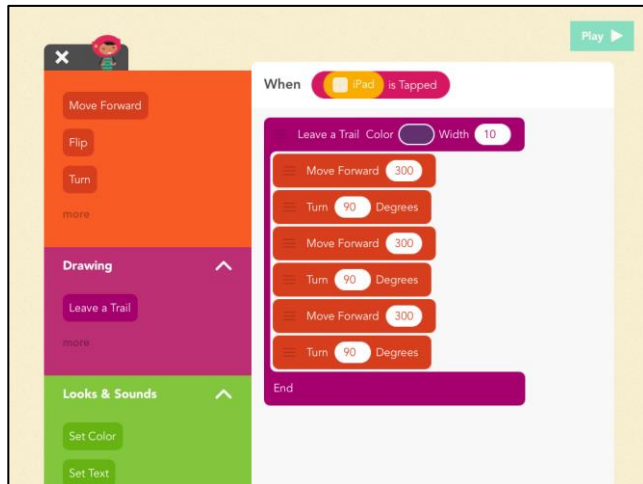 Play
When iPad is Tapped
Move Forward
Flip
Turn
more
Drawing
Leave a Trail
more
Looks & Sounds
Set Color
Set Text
Leave a Trail Color Width 10
Move Forward 300
Turn 90 Degrees
Move Forward 300
Turn 90 Degrees
Move Forward 300
Turn 90 Degrees
End